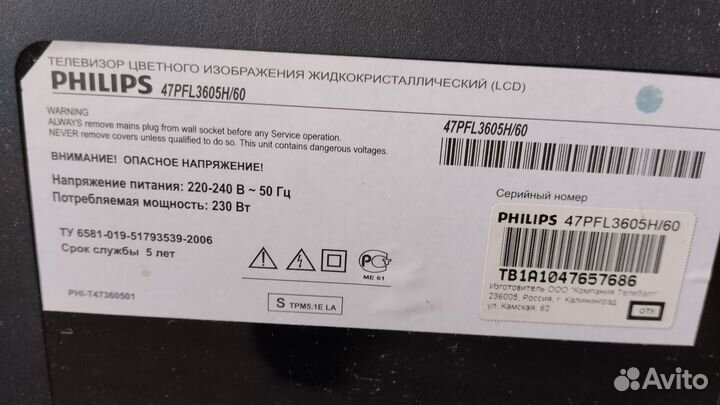 ТЕЛЕВИЗОР ЦВЕТНОГО ИЗОБРАЖЕНИЯ ЖИДКОКРИСТАЛЛИЧЕСКИЙ (LCD)
PHILIPS 47PFL3605H/60
WARNING
ALWAYS remove mains plug from wall socket before any Service operation.
NEVER remove covers unless qualified to do so. This unit contains dangerous voltages.
ВНИМАНИЕ! ОПАСНОЕ НАПРЯЖЕНИЕ!
Напряжение питания: 220-240 В ~ 50 Гц
Потребляемая мощность: 230 Вт
ТУ 6581-019-51793539-2006
Срок службы 5 лет
PHI-T47360501
ME 61
S TPM5.1E LA
47PFL3605H/60
Серийный номер
PHILIPS 47PFL3605H/60
TB1A1047657686
Изготовитель ООО "Компания Телебалт"
236005, Россия, г. Калининград
ул. Камская, 62
ОТК
Avito